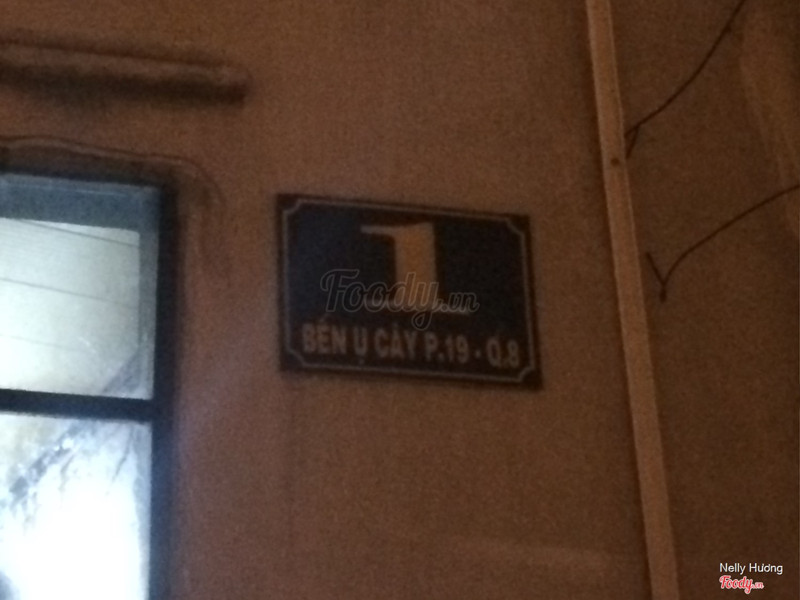 1
Foody.vn
BẾN Ụ CÂY P.19 - Q.8
Nelly Hương
Foody.vn